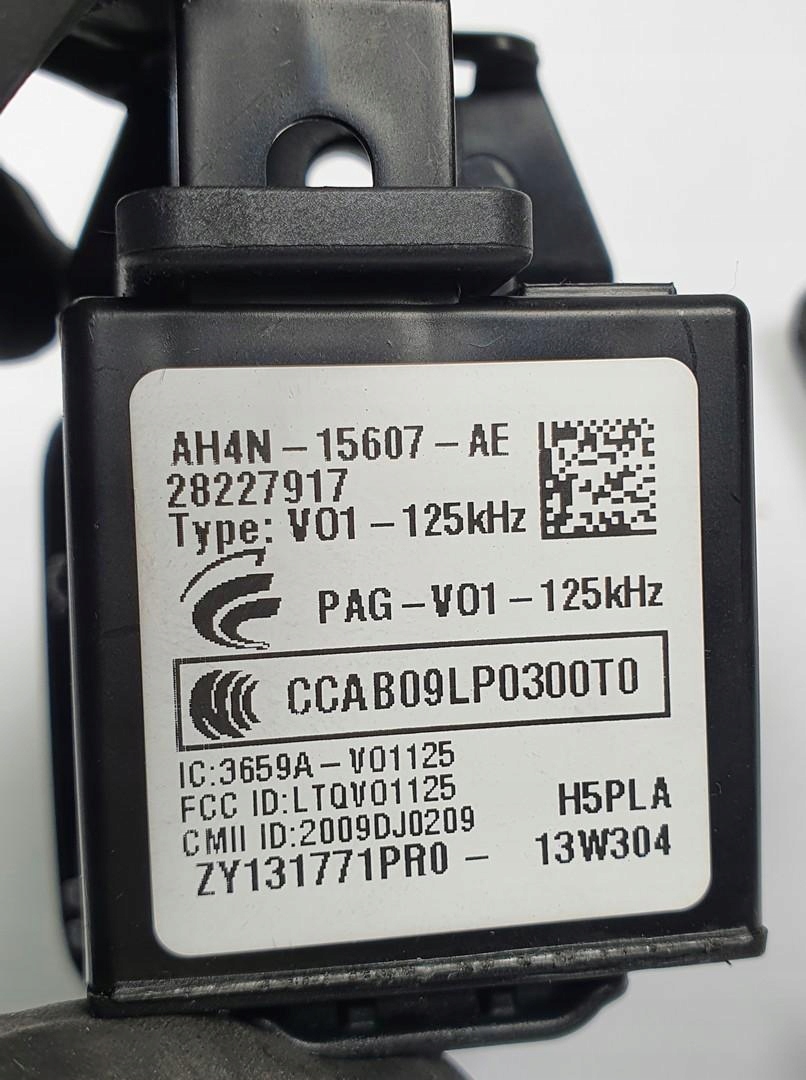 AH4N-15607-AE
28227917
Type: V01-125kHz
PAG-V01-125kHz
CCAB09LP0300T0
IC:3659A-V01125
FCC ID:LTQV01125
CMII ID:2009DJ0209
H5PLA
ZY131771PR0- 13W304